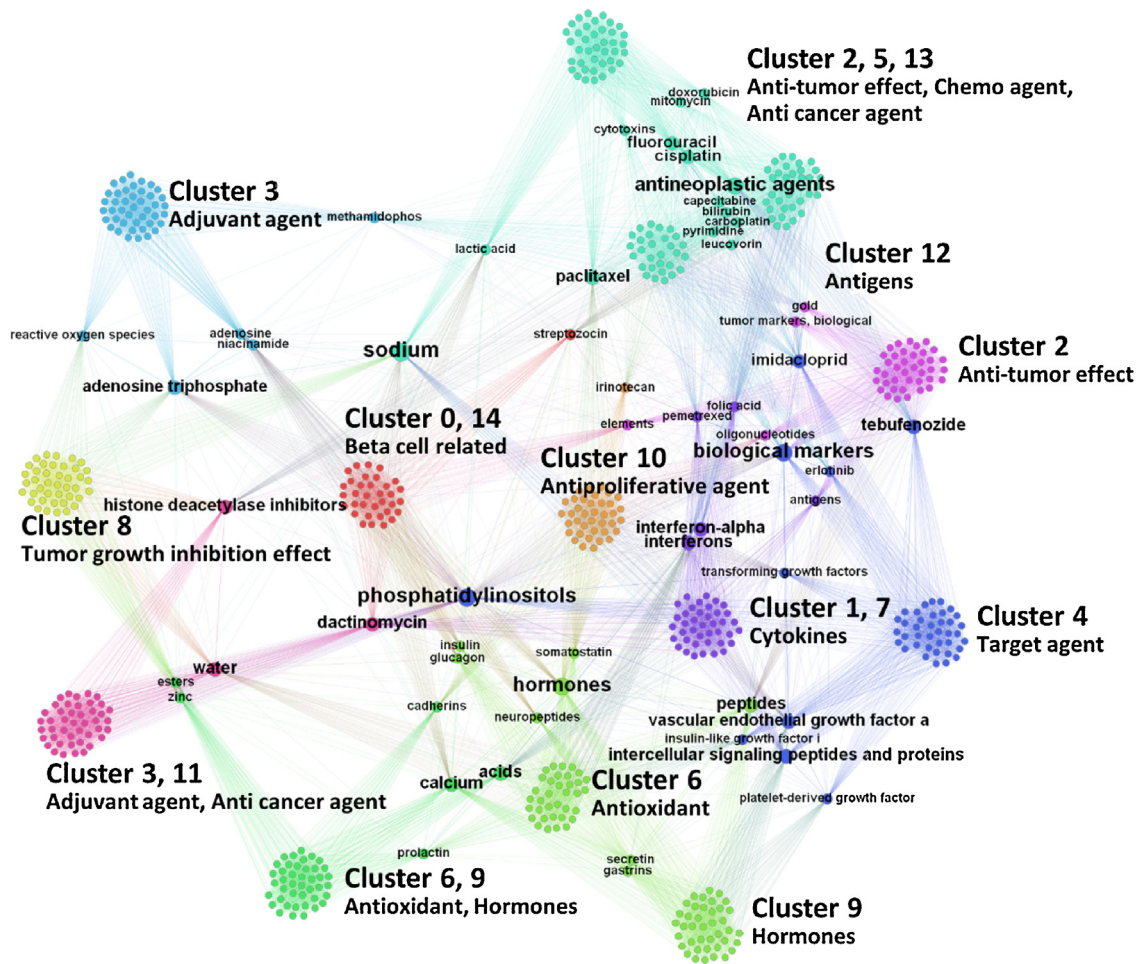 Cluster 2, 5, 13
Anti-tumor effect, Chemo agent,
Anti cancer agent
doxorubicin
mitomycin
cytotoxins
fluorouracil
cisplatin
antineoplastic agents
capecitabine
bilirubin
carboplatin
pyrimidine
leucovorin
Cluster 3
Adjuvant agent
methamidophos
lactic acid
paclitaxel
Cluster 12
Antigens
gold
tumor markers, biological
reactive oxygen species
adenosine
niacinamide
streptozocin
sodium
imidacloprid
Cluster 2
Anti-tumor effect
adenosine triphosphate
irinotecan
folic acid
pemetrexed
elements
Cluster 0, 14
Beta cell related
oligonucleotides
tebufenozide
biological markers
Cluster 10
Antiproliferative agent
erlotinib
antigens
histone deacetylase inhibitors
Cluster 8
Tumor growth inhibition effect
interferon-alpha
interferons
transforming growth factors
phosphatidylinositols
Cluster 1, 7
Cytokines
Cluster 4
Target agent
dactinomycin
insulin
glucagon
somatostatin
water
esters
zinc
hormones
cadherins
neuropeptides
peptides
vascular endothelial growth factor a
insulin-like growth factor i
intercellular signaling peptides and proteins
Cluster 3, 11
Adjuvant agent, Anti cancer agent
acids
calcium
Cluster 6
Antioxidant
platelet-derived growth factor
prolactin
secretin
gastrins
Cluster 6, 9
Antioxidant, Hormones
Cluster 9
Hormones